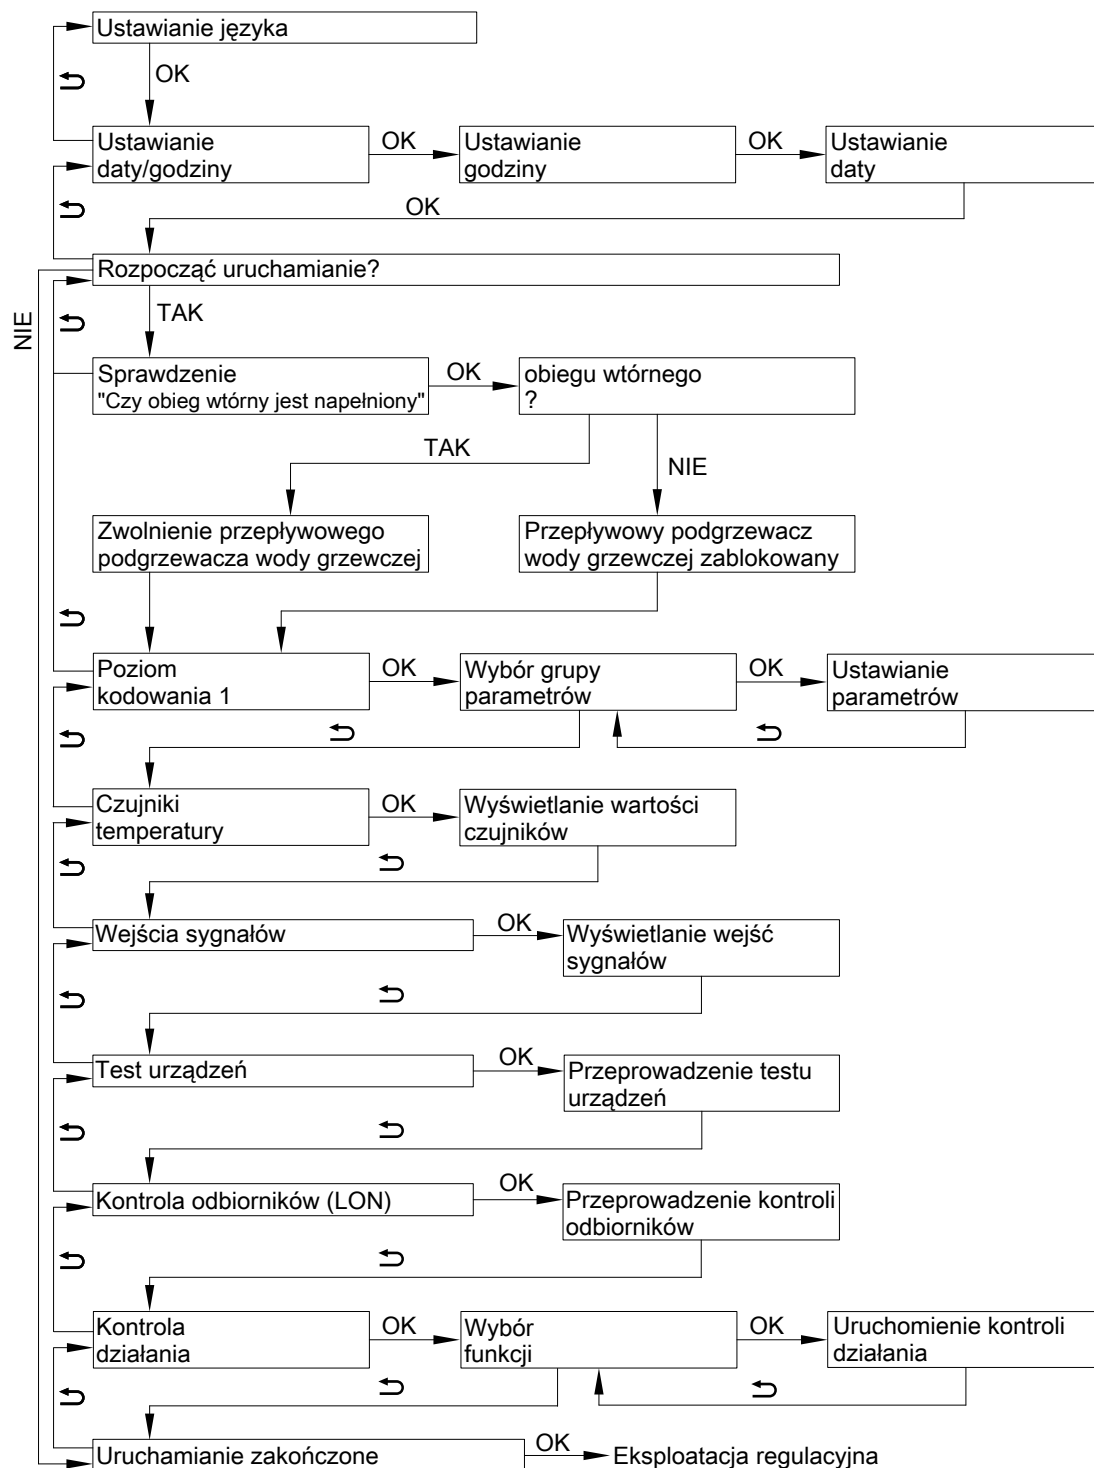 Ustawianie języka
OK
Ustawianie
daty/godziny
OK
Ustawianie
godziny
OK
Ustawianie
daty
OK
Rozpocząć uruchamianie?
NIE
TAK
Sprawdzenie
"Czy obieg wtórny jest napełniony"
OK
obiegu wtórnego
?
TAK
NIE
Zwolnienie przepływowego
podgrzewacza wody grzewczej
Przepływowy podgrzewacz
wody grzewczej zablokowany
Poziom
kodowania 1
OK
Wybór grupy
parametrów
OK
Ustawianie
parametrów
Czujniki
temperatury
OK
Wyświetlanie wartości
czujników
Wejścia sygnałów
OK
Wyświetlanie wejść
sygnałów
Test urządzeń
OK
Przeprowadzenie testu
urządzeń
Kontrola odbiorników (LON)
OK
Przeprowadzenie kontroli
odbiorników
Kontrola
działania
OK
Wybór
funkcji
OK
Uruchomienie kontroli
działania
Uruchamianie zakończone
OK
Eksploatacja regulacyjna